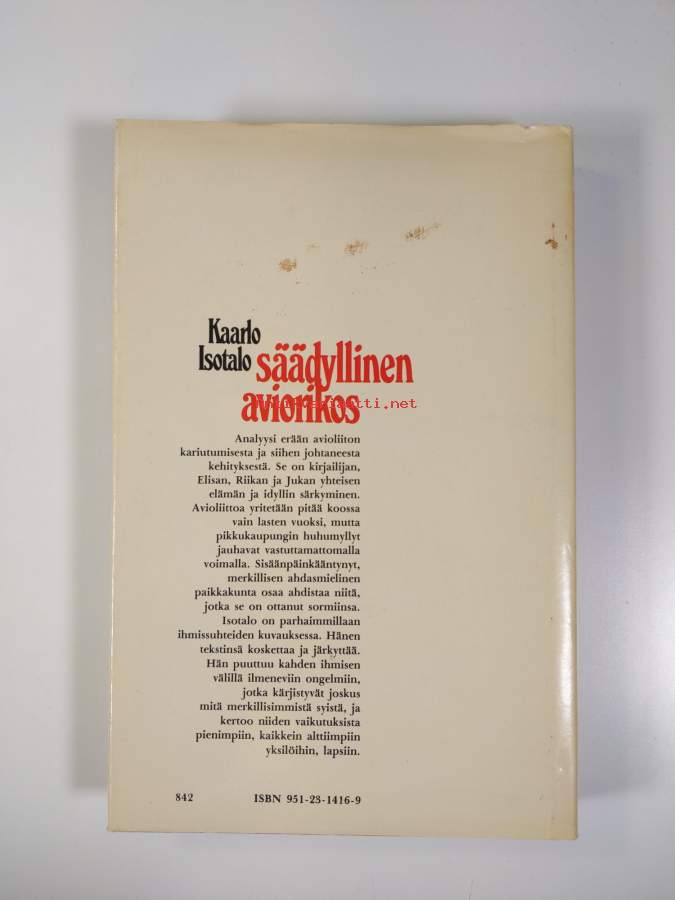 Kaarlo
Isotalo säädyllinen
aviorikos
Analyysi erään avioliiton
kariutumisesta ja siihen johtaneesta
kehityksestä. Se on kirjailijan,
Elisan, Riikan ja Jukan yhteisen
elämän ja idyllin särkyminen.
Avioliittoa yritetään pitää koossa
vain lasten vuoksi, mutta
pikkukaupungin huhumyllyt
jauhavat vastuttamattomalla
voimalla. Sisäänpäinkääntynyt,
merkillisen ahdasmielinen
paikkakunta osaa ahdistaa niitä,
jotka se on ottanut sormiinsa.
Isotalo on parhaimmillaan
ihmissuhteiden kuvauksessa. Hänen
tekstinsä koskettaa ja järkyttää.
Hän puuttuu kahden ihmisen
välillä ilmeneviin ongelmiin,
jotka kärjistyvät joskus
mitä merkillisimmistä syistä, ja
kertoo niiden vaikutuksista
pienimpiin, kaikkein alttiimpiin
yksilöihin, lapsiin.
842 ISBN 951-23-1416-9